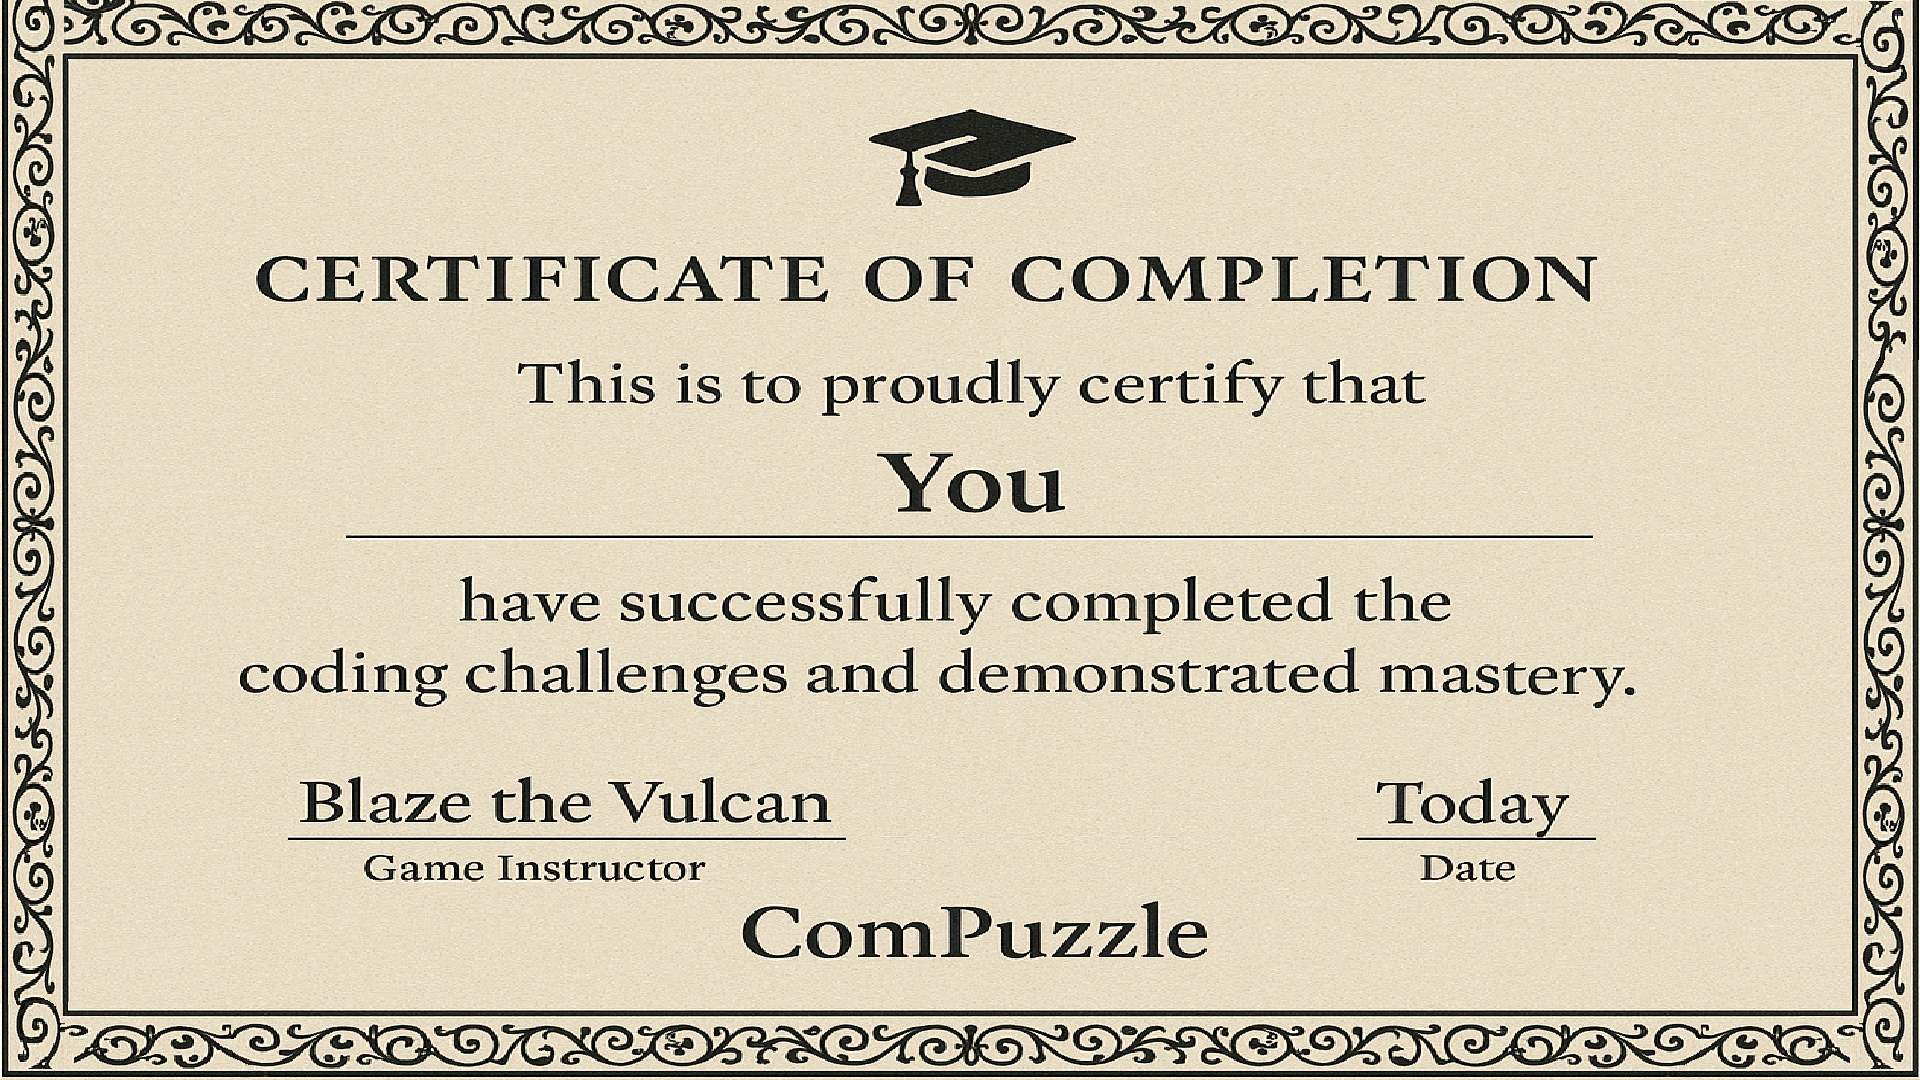 CERTIFICATE OF COMPLETION
This is to proudly certify that
You
have successfully completed the
coding challenges and demonstrated mastery.
Blaze the Vulcan
Game Instructor
Today
Date
ComPuzzle